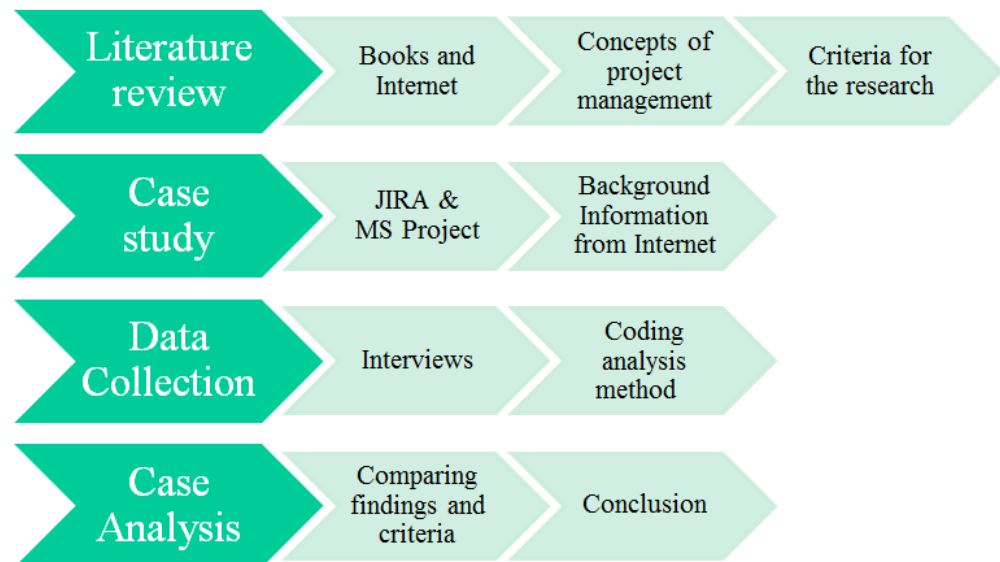 Literature
review
Books and
Internet
Concepts of
project
management
Criteria for
the research
Case
study
JIRA &
MS Project
Background
Information
from Internet
Data
Collection
Interviews
Coding
analysis
method
Case
Analysis
Comparing
findings and
criteria
Conclusion